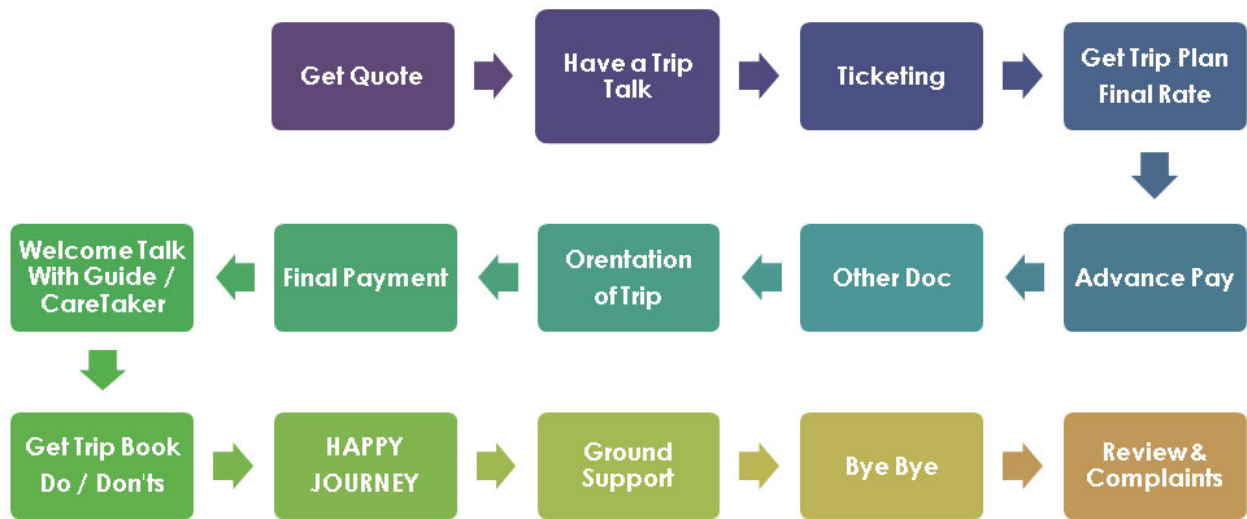 Get Quote
Have a Trip
Talk
Ticketing
Get Trip Plan
Final Rate
Advance Pay
Other Doc
Orentation
of Trip
Final Payment
Welcome Talk
With Guide /
CareTaker
Get Trip Book
Do / Don'ts
HAPPY
JOURNEY
Ground
Support
Bye Bye
Review &
Complaints